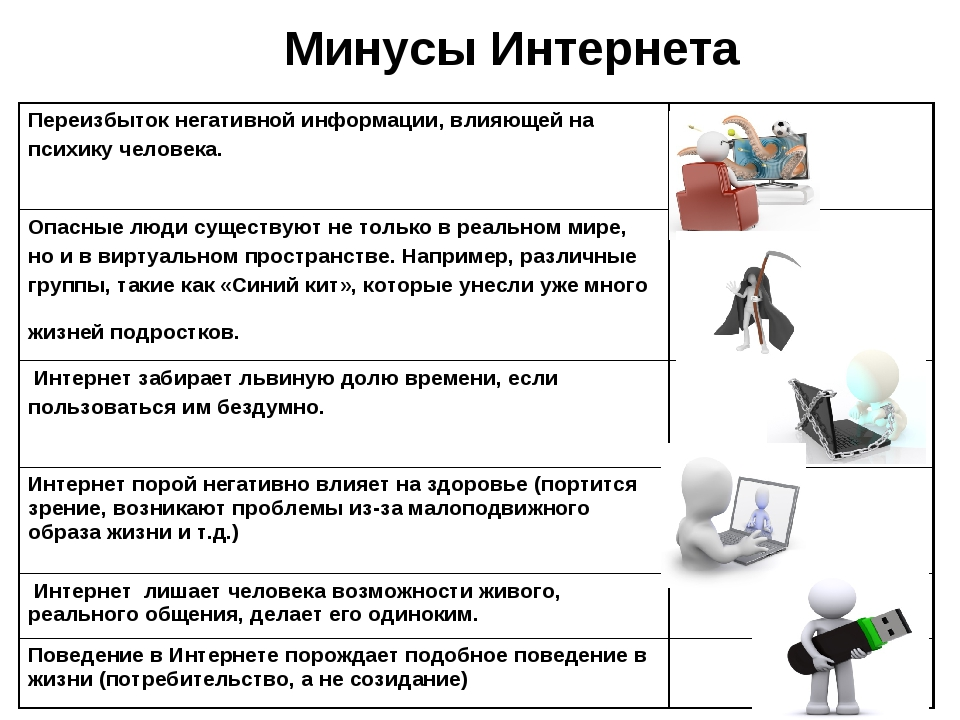 Минусы Интернета
Переизбыток негативной информации, влияющей на
психику человека.
Опасные люди существуют не только в реальном мире,
но и в виртуальном пространстве. Например, различные
группы, такие как «Синий кит», которые унесли уже много
жизней подростков.
Интернет забирает львиную долю времени, если
пользоваться им бездумно.
Интернет порой негативно влияет на здоровье (портится
зрение, возникают проблемы из-за малоподвижного
образа жизни и т.д.)
Интернет лишает человека возможности живого,
реального общения, делает его одиноким.
Поведение в Интернете порождает подобное поведение в
жизни (потребительство, а не созидание)